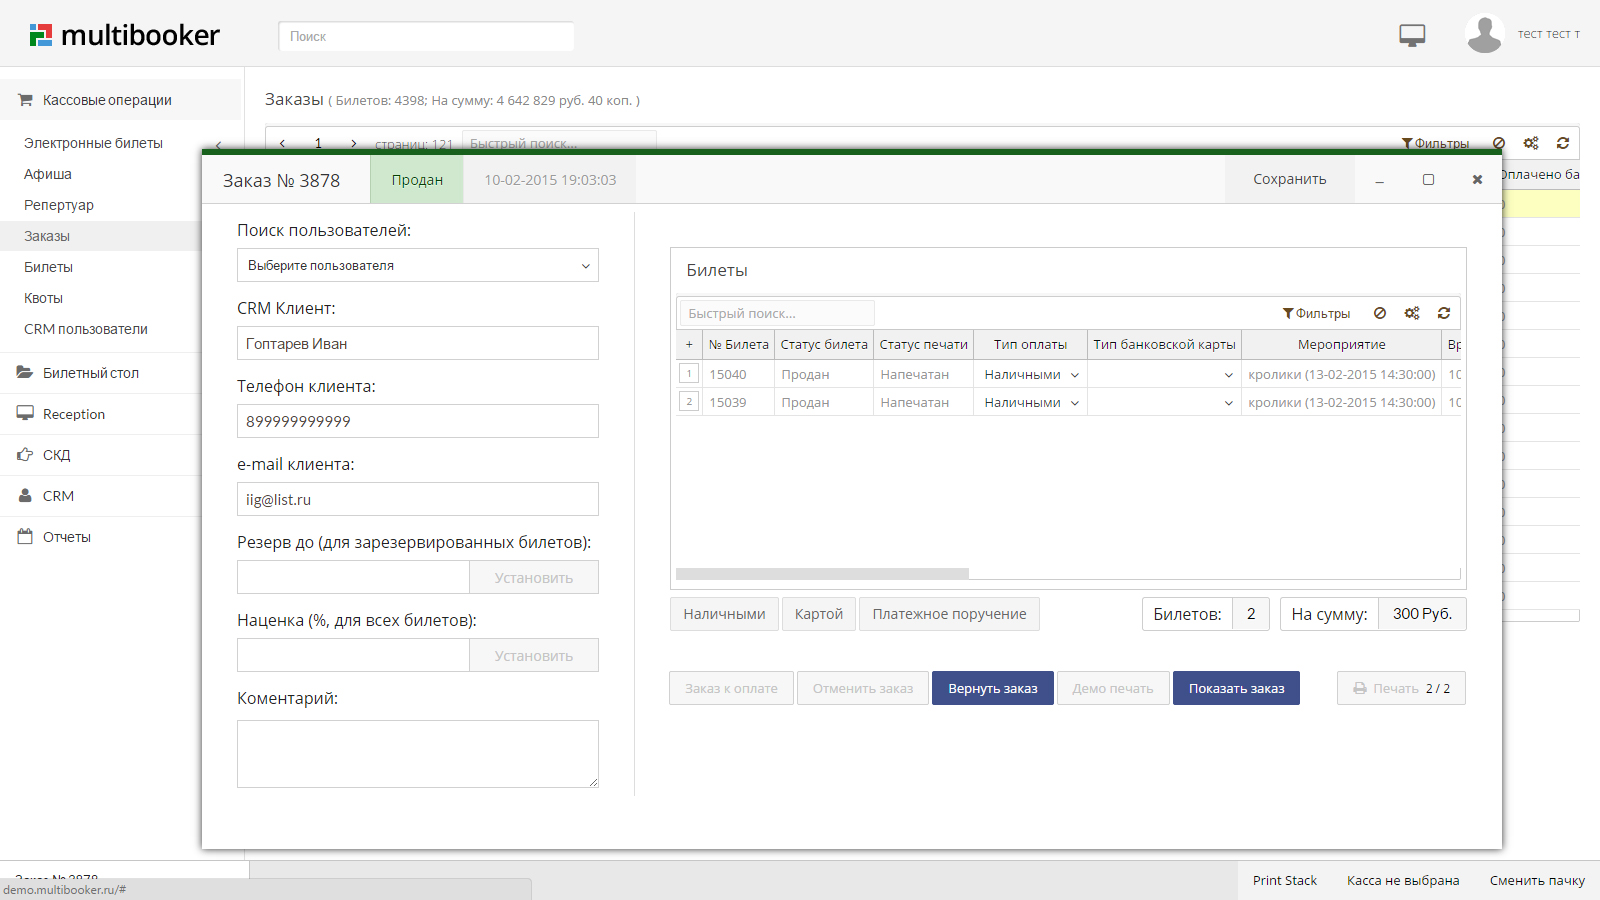 multibooker
Поиск
тест тест т
Кассовые операции
Электронные билеты
Афиша
Репертуар
Заказы
Билеты
Квоты
CRM пользователи
Билетный стол
Reception
СКД
CRM
Отчеты
Заказы ( Билетов: 4398; На сумму: 4 642 829 руб. 40 коп. )
1 страниц: 121 Быстрый поиск... Фильтры
Оплачено ба
Заказ № 3878 Продан 10-02-2015 19:03:03 Сохранить
Поиск пользователей:
Выберите пользователя
CRM Клиент:
Гоптарев Иван
Телефон клиента:
899999999999
e-mail клиента:
iig@list.ru
Резерв до (для зарезервированных билетов):
Установить
Наценка (%, для всех билетов):
Установить
Коментарий:
Билеты
Быстрый поиск... Фильтры
+ № Билета Статус билета Статус печати Тип оплаты Тип банковской карты Мероприятие Вр
1 15040 Продан Напечатан Наличными кролики (13-02-2015 14:30:00) 10
2 15039 Продан Напечатан Наличными кролики (13-02-2015 14:30:00) 10
Наличными Картой Платежное поручение Билетов: 2 На сумму: 300 Руб.
Заказ к оплате Отменить заказ Вернуть заказ Демо печать Показать заказ Печать 2 / 2
Заказ № 3878
demo.multibooker.ru/#
Print Stack Касса не выбрана Сменить пачку